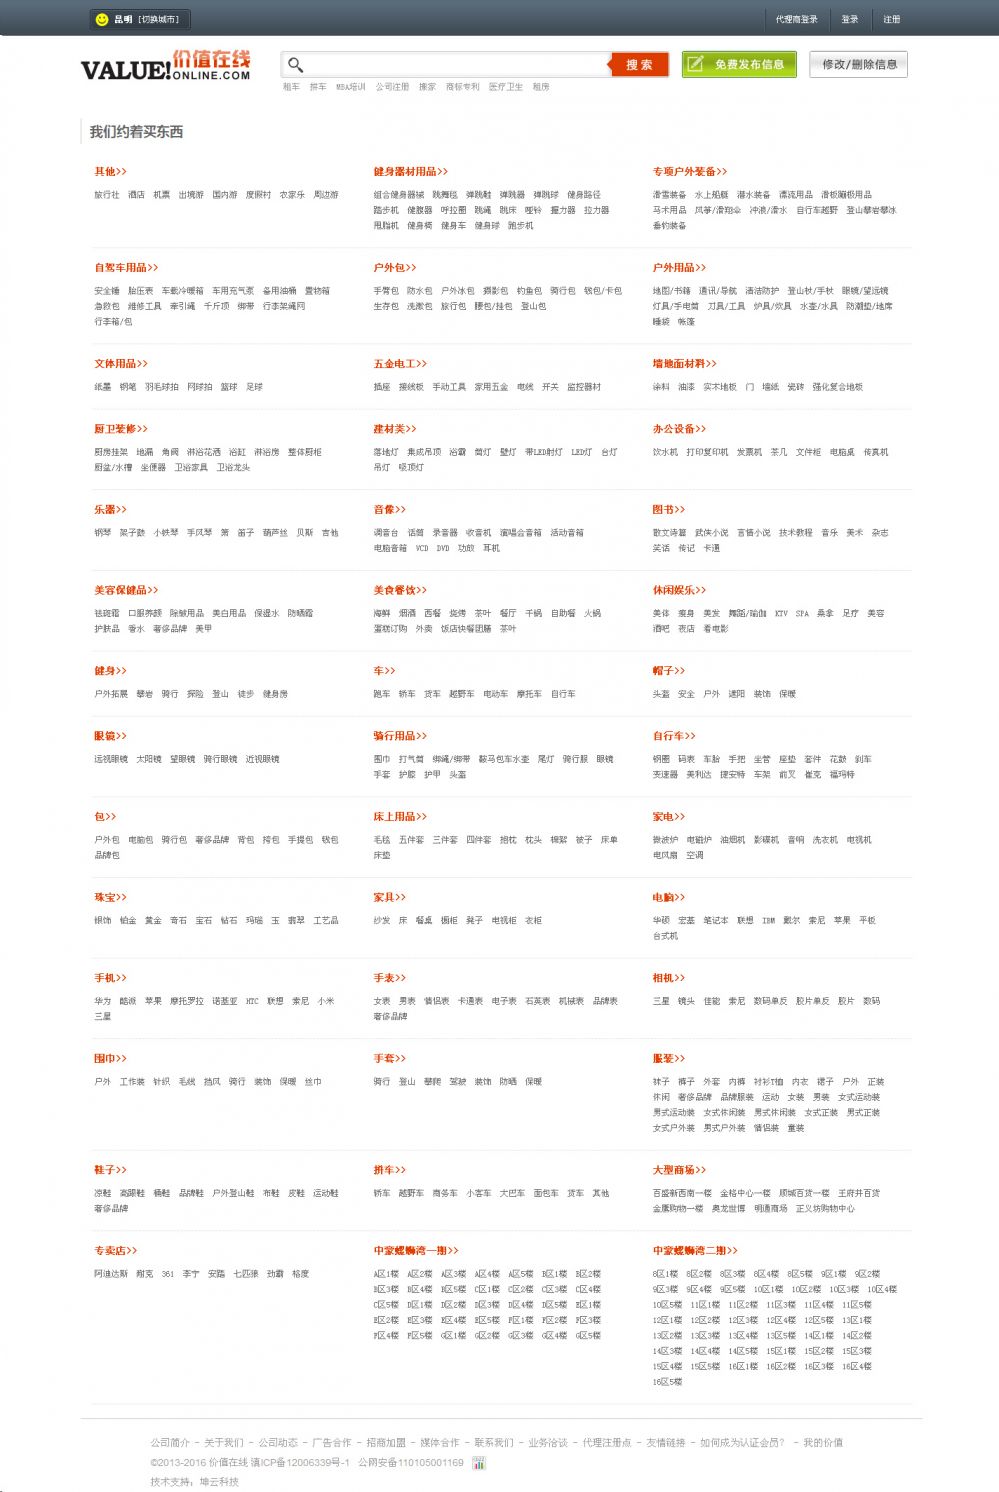 昆明 [切换城市] 代理商登录 登录 注册
VALUE! 价值在线 ONLINE.COM 搜索 免费发布信息 修改/删除信息
租车 拼车 MBA培训 公司注册 搬家 商标专利 医疗卫生 租房
我们约着买东西
其他>> 健身器材用品>> 专项户外装备>>
旅行社 酒店 机票 出境游 国内游 度假村 农家乐 周边游 组合健身器械 跳舞毯 弹跳鞋 弹跳器 弹跳球 健身路径 滑雪装备 水上船艇 潜水装备 漂流用品 滑板蹦极用品
踏步机 健腹器 呼拉圈 跳绳 跳床 哑铃 握力器 拉力器 马术用品 风筝/滑翔伞 冲浪/滑水 自行车越野 登山攀岩攀冰
甩脂机 健身椅 健身车 健身球 跑步机 垂钓装备
自驾车用品>> 户外包>> 户外用品>>
安全锤 胎压表 车载冷暖箱 车用充气泵 备用油桶 置物箱 手臂包 防水包 户外冰包 摄影包 钓鱼包 骑行包 钱包/卡包 地图/书籍 通讯/导航 清洁防护 登山杖/手杖 眼镜/望远镜
急救包 维修工具 牵引绳 千斤顶 绑带 行李架绳网 生存包 洗漱包 旅行包 腰包/挂包 登山包 灯具/手电筒 刀具/工具 炉具/炊具 水壶/水具 防潮垫/地席
行李箱/包 睡袋 帐篷
文体用品>> 五金电工>> 墙地面材料>>
纸墨 钢笔 羽毛球拍 网球拍 篮球 足球 插座 接线板 手动工具 家用五金 电线 开关 监控器材 涂料 油漆 实木地板 门 墙纸 瓷砖 强化复合地板
厨卫装修>> 建材类>> 办公设备>>
厨房挂架 地漏 角阀 淋浴花洒 浴缸 淋浴房 整体厨柜 落地灯 集成吊顶 浴霸 筒灯 壁灯 带LED射灯 LED灯 台灯 饮水机 打印复印机 发票机 茶几 文件柜 电脑桌 传真机
厨盆/水槽 坐便器 卫浴家具 卫浴龙头 吊灯 吸顶灯
乐器>> 音像>> 图书>>
钢琴 架子鼓 小铁琴 手风琴 箫 笛子 葫芦丝 贝斯 吉他 调音台 话筒 录音器 收音机 演唱会音箱 活动音箱 散文诗篇 武侠小说 言情小说 技术教程 音乐 美术 杂志
电脑音箱 VCD DVD 功放 耳机 笑话 传记 卡通
美容保健品>> 美食餐饮>> 休闲娱乐>>
祛斑霜 口服养颜 除皱用品 美白用品 保湿水 防晒霜 海鲜 烟酒 西餐 烧烤 茶叶 餐厅 干锅 自助餐 火锅 美体 瘦身 美发 舞蹈/瑜伽 KTV SPA 桑拿 足疗 美容
护肤品 香水 奢侈品牌 美甲 蛋糕订购 外卖 饭店快餐团膳 茶叶 酒吧 夜店 看电影
健身>> 车>> 帽子>>
户外拓展 攀岩 骑行 探险 登山 徒步 健身房 跑车 轿车 货车 越野车 电动车 摩托车 自行车 头盔 安全 户外 遮阳 装饰 保暖
眼镜>> 骑行用品>> 自行车>>
远视眼镜 太阳镜 望眼镜 骑行眼镜 近视眼镜 围巾 打气筒 绑绳/绑带 鞍马包车水壶 尾灯 骑行服 眼镜 钢圈 码表 车胎 手把 坐管 座垫 套件 花鼓 刹车
手套 护膝 护甲 头盔 变速器 美利达 捷安特 车架 前叉 崔克 福玛特
包>> 床上用品>> 家电>>
户外包 电脑包 骑行包 奢侈品牌 背包 挎包 手提包 钱包 毛毯 五件套 三件套 四件套 抱枕 枕头 棉絮 被子 床单 微波炉 电磁炉 油烟机 影碟机 音响 洗衣机 电视机
品牌包 床垫 电风扇 空调
珠宝>> 家具>> 电脑>>
银饰 铂金 黄金 奇石 宝石 钻石 玛瑙 玉 翡翠 工艺品 沙发 床 餐桌 橱柜 凳子 电视柜 衣柜 华硕 宏基 笔记本 联想 IBM 戴尔 索尼 苹果 平板
台式机
手机>> 手表>> 相机>>
华为 酷派 苹果 摩托罗拉 诺基亚 HTC 联想 索尼 小米 女表 男表 情侣表 卡通表 电子表 石英表 机械表 品牌表 三星 镜头 佳能 索尼 数码单反 胶片单反 胶片 数码
三星 奢侈品牌
围巾>> 手套>> 服装>>
户外 工作装 针织 毛线 挡风 骑行 装饰 保暖 丝巾 骑行 登山 攀爬 驾驶 装饰 防晒 保暖 袜子 裤子 外套 内裤 衬衫T恤 内衣 裙子 户外 正装
休闲 奢侈品牌 品牌服装 运动 女装 男装 女式运动装
男式运动装 女式休闲装 男式休闲装 女式正装 男式正装
女式户外装 男式户外装 情侣装 童装
鞋子>> 拼车>> 大型商场>>
凉鞋 高跟鞋 桶鞋 品牌鞋 户外登山鞋 布鞋 皮鞋 运动鞋 轿车 越野车 商务车 小客车 大巴车 面包车 货车 其他 百盛新西南一楼 金格中心一楼 顺城百货一楼 王府井百货
奢侈品牌 金鹰购物一楼 奥龙世博 明通商场 正义坊购物中心
专卖店>> 中豪螺蛳湾一期>> 中豪螺蛳湾二期>>
阿迪达斯 耐克 361 李宁 安踏 七匹狼 劲霸 格度 A区1楼 A区2楼 A区3楼 A区4楼 A区5楼 B区1楼 B区2楼 8区1楼 8区2楼 8区3楼 8区4楼 8区5楼 9区1楼 9区2楼
B区3楼 B区4楼 B区5楼 C区1楼 C区2楼 C区3楼 C区4楼 9区3楼 9区4楼 9区5楼 10区1楼 10区2楼 10区3楼 10区4楼
C区5楼 D区1楼 D区2楼 D区3楼 D区4楼 D区5楼 E区1楼 10区5楼 11区1楼 11区2楼 11区3楼 11区4楼 11区5楼
E区2楼 E区3楼 E区4楼 E区5楼 F区1楼 F区2楼 F区3楼 12区1楼 12区2楼 12区3楼 12区4楼 12区5楼 13区1楼
F区4楼 F区5楼 G区1楼 G区2楼 G区3楼 G区4楼 G区5楼 13区2楼 13区3楼 13区4楼 13区5楼 14区1楼 14区2楼
14区3楼 14区4楼 14区5楼 15区1楼 15区2楼 15区3楼
15区4楼 15区5楼 16区1楼 16区2楼 16区3楼 16区4楼
16区5楼
公司简介 - 关于我们 - 公司动态 - 广告合作 - 招商加盟 - 媒体合作 - 联系我们 - 业务洽谈 - 代理注册点 - 友情链接 - 如何成为认证会员? - 我的价值
©2013-2016 价值在线 滇ICP备12006339号-1 公网安备110105001169
技术支持：坤云科技